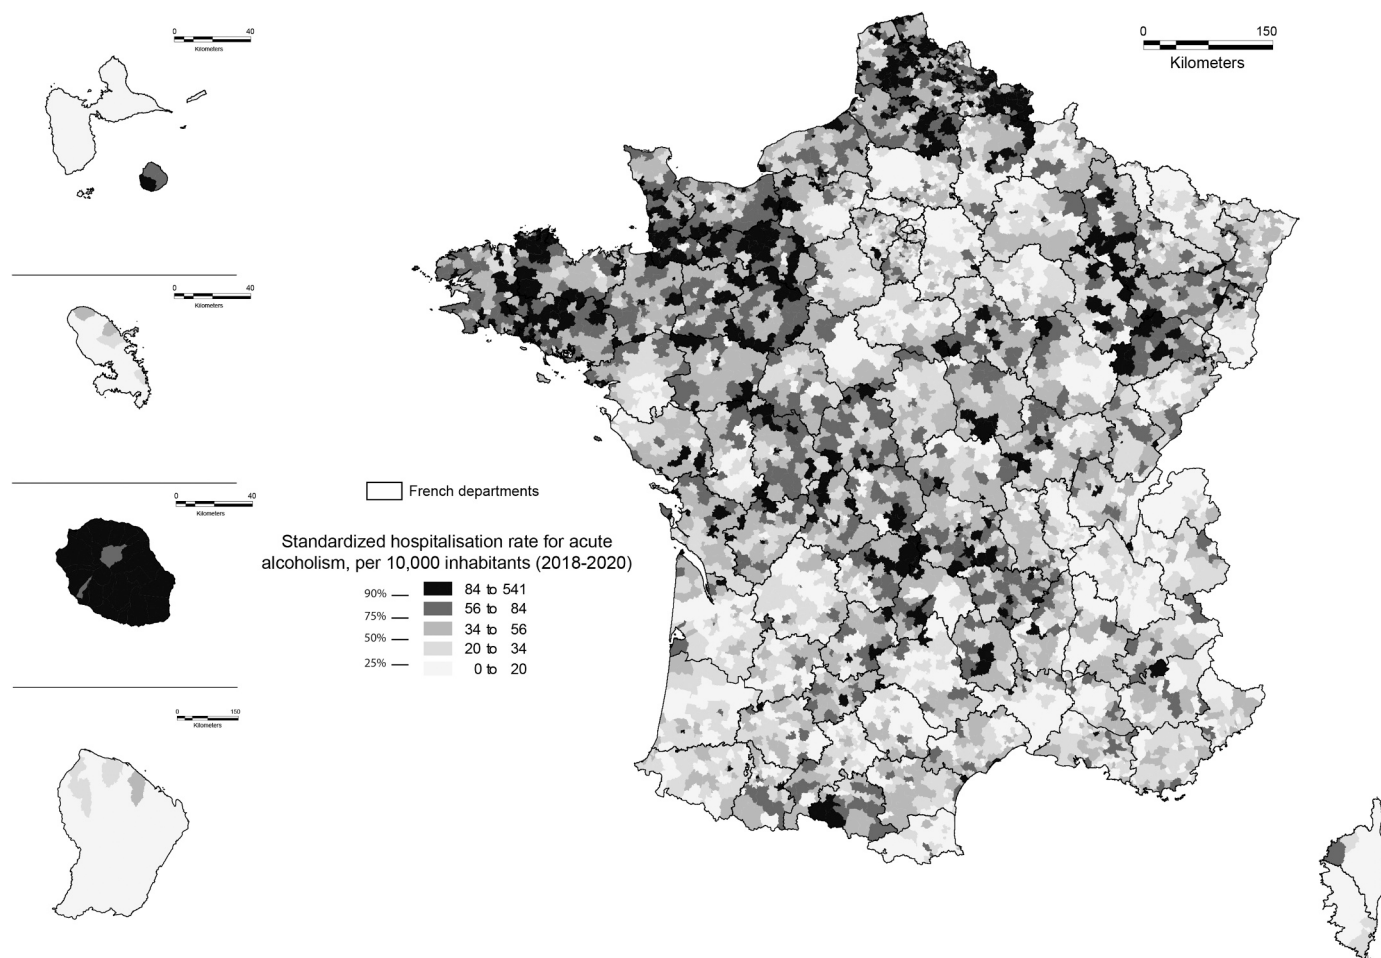 0 40
Kilometers
0 150
Kilometers
0 40
Kilometers
0 40
Kilometers
French departments
Standardized hospitalisation rate for acute
alcoholism, per 10,000 inhabitants (2018-2020)
90% 84 to 541
75% 56 to 84
50% 34 to 56
25% 20 to 34
0 to 20
0 150
Kilometers